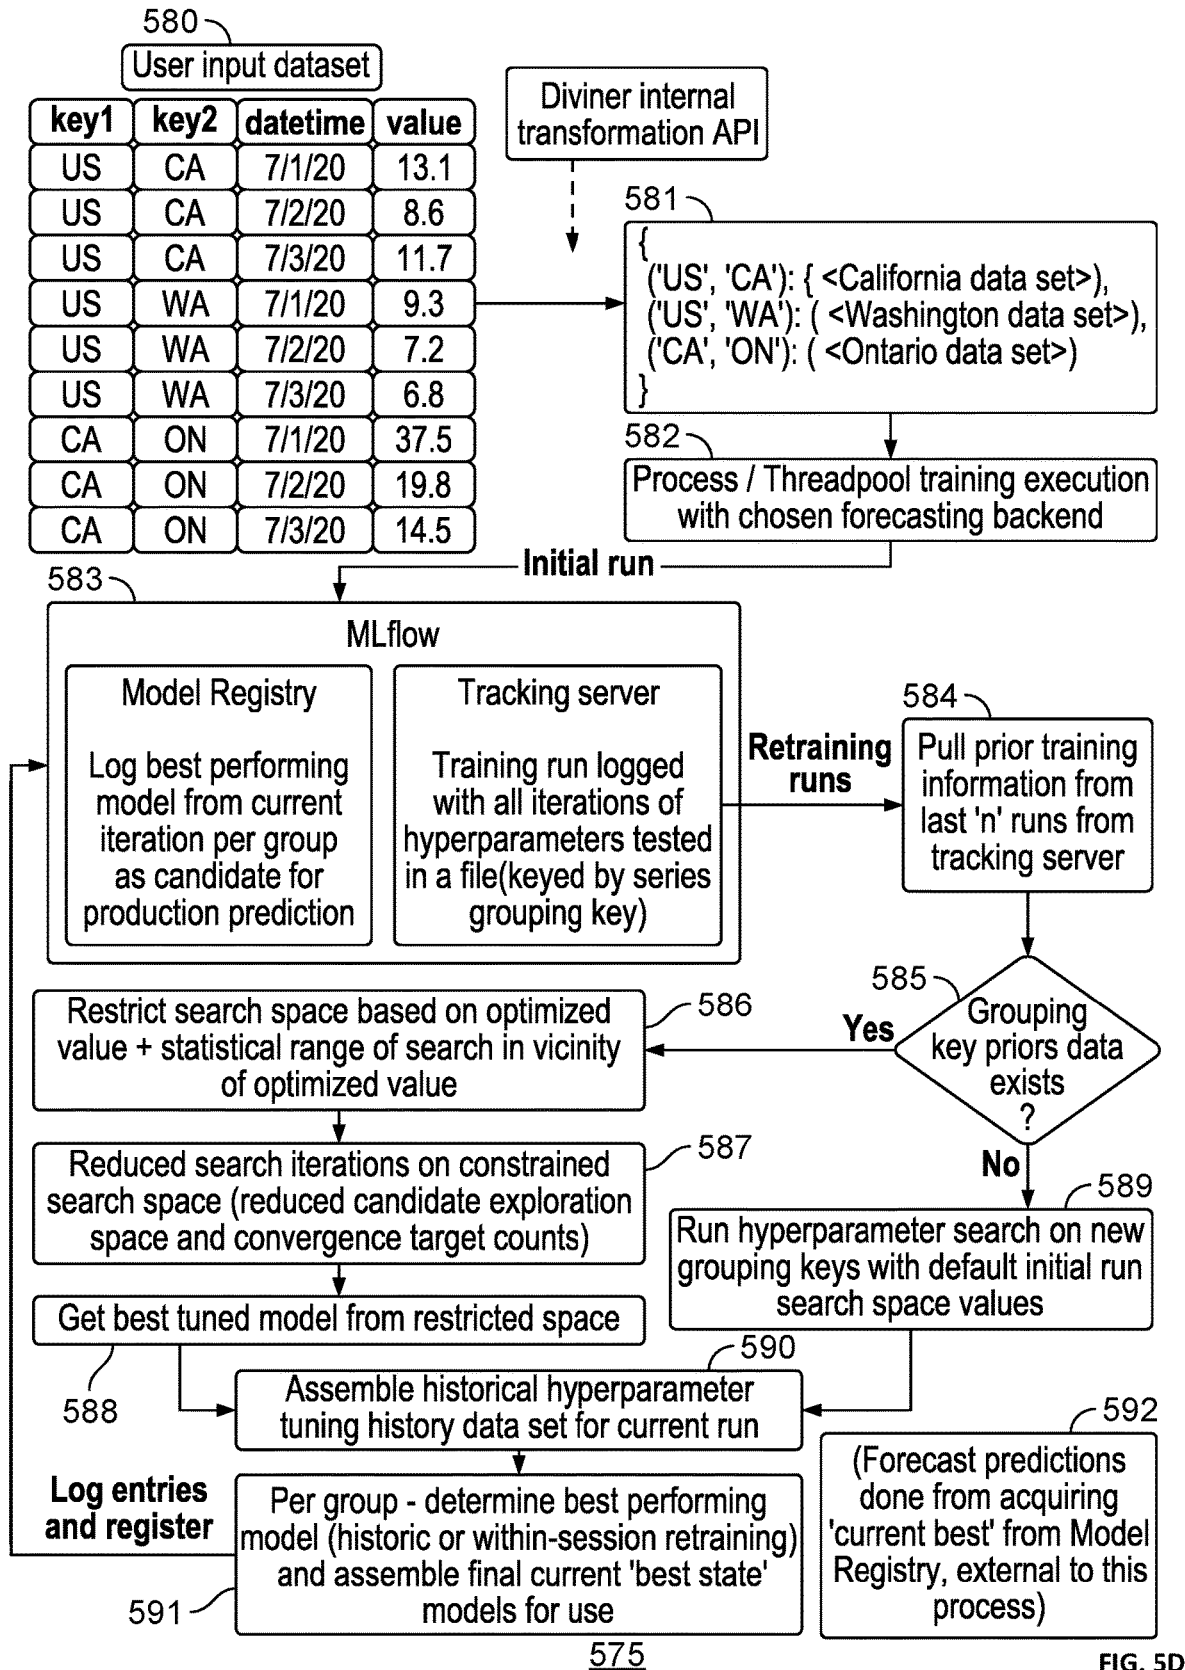 580
User input dataset
key1 key2 datetime value
US CA 7/1/20 13.1
US CA 7/2/20 8.6
US CA 7/3/20 11.7
US WA 7/1/20 9.3
US WA 7/2/20 7.2
US WA 7/3/20 6.8
CA ON 7/1/20 37.5
CA ON 7/2/20 19.8
CA ON 7/3/20 14.5
Diviner internal
transformation API
581
{
('US', 'CA'): { <California data set>),
('US', 'WA'): ( <Washington data set>),
('CA', 'ON'): ( <Ontario data set>)
}
582
Process / Threadpool training execution
with chosen forecasting backend
Initial run
583
MLflow
Model Registry
Log best performing
model from current
iteration per group
as candidate for
production prediction
Tracking server
Training run logged
with all iterations of
hyperparameters tested
in a file(keyed by series
grouping key)
Retraining
runs
584
Pull prior training
information from
last 'n' runs from
tracking server
585
Grouping
key priors data
exists
?
Yes
No
586
Restrict search space based on optimized
value + statistical range of search in vicinity
of optimized value
587
Reduced search iterations on constrained
search space (reduced candidate exploration
space and convergence target counts)
588
Get best tuned model from restricted space
589
Run hyperparameter search on new
grouping keys with default initial run
search space values
590
Assemble historical hyperparameter
tuning history data set for current run
Log entries
and register
591
Per group - determine best performing
model (historic or within-session retraining)
and assemble final current 'best state'
models for use
592
(Forecast predictions
done from acquiring
'current best' from Model
Registry, external to this
process)
575
FIG. 5D